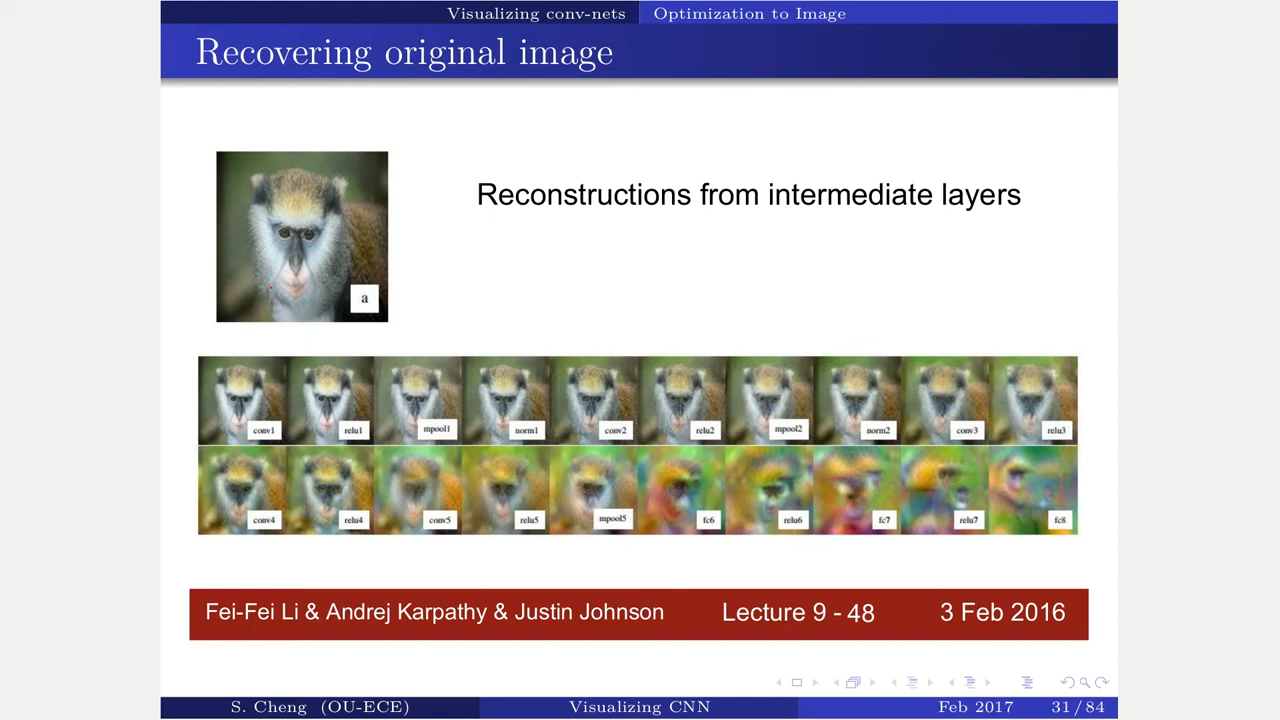 Visualizing conv-nets Optimization to Image
Recovering original image
Reconstructions from intermediate layers
a
conv1 relu1 mpool1 norm1 conv2 relu2 mpool2 norm2 conv3 relu3
conv4 relu4 conv5 relu5 mpool5 fc6 relu6 fc7 relu7 fc8
Fei-Fei Li & Andrej Karpathy & Justin Johnson Lecture 9 - 48 3 Feb 2016
S. Cheng (OU-ECE) Visualizing CNN Feb 2017 31 / 84